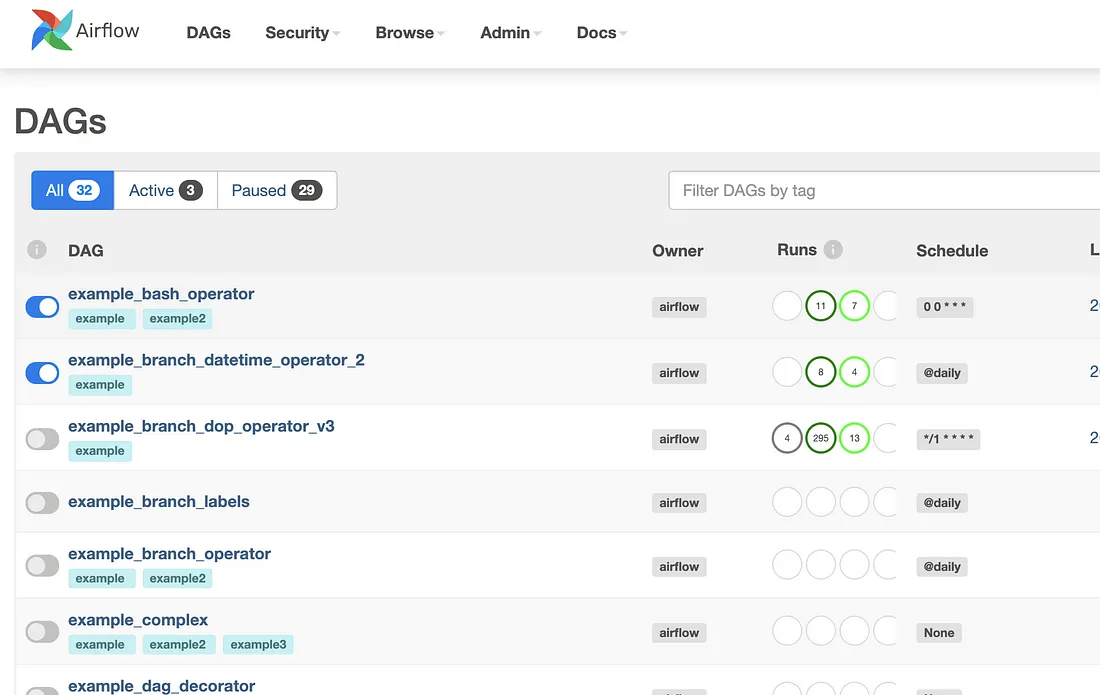 Airflow DAGs Security Browse Admin Docs
DAGs
All 32 Active 3 Paused 29 Filter DAGs by tag
i DAG Owner Runs i Schedule L
example_bash_operator
example example2 airflow 11 7 0 0 * * * 2
example_branch_datetime_operator_2
example airflow 8 4 @daily 2
example_branch_dop_operator_v3
example airflow 4 295 13 */1 * * * * 2
example_branch_labels airflow @daily
example_branch_operator
example example2 airflow @daily
example_complex
example example2 example3 airflow None
example_dag_decorator